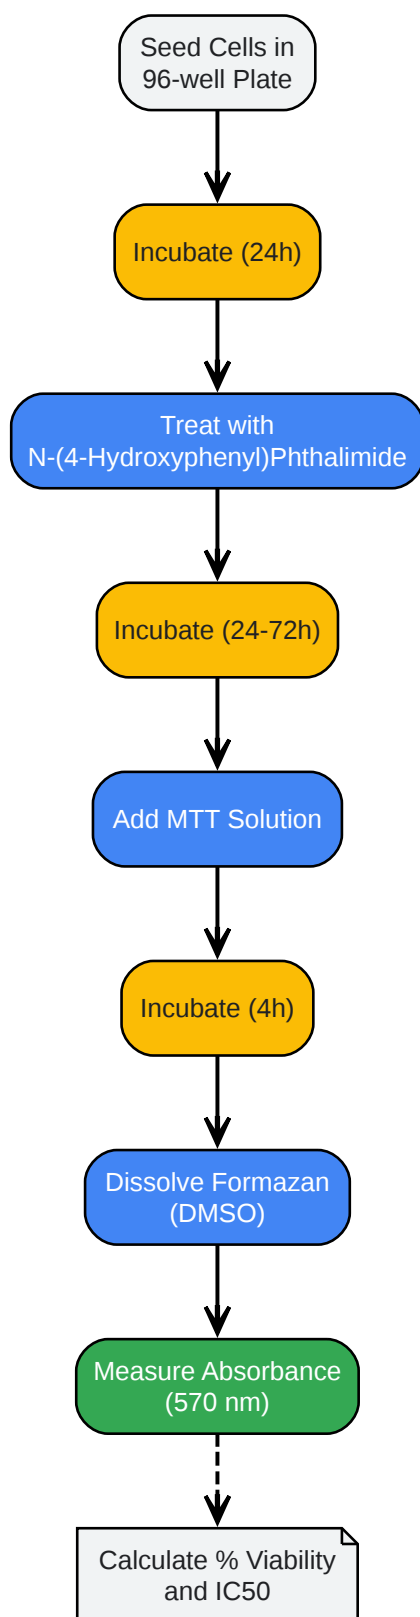 Seed Cells in
96-well Plate
Incubate (24h)
Treat with
N-(4-Hydroxyphenyl)Phthalimide
Incubate (24-72h)
Add MTT Solution
Incubate (4h)
Dissolve Formazan
(DMSO)
Measure Absorbance
(570 nm)
Calculate % Viability
and IC50